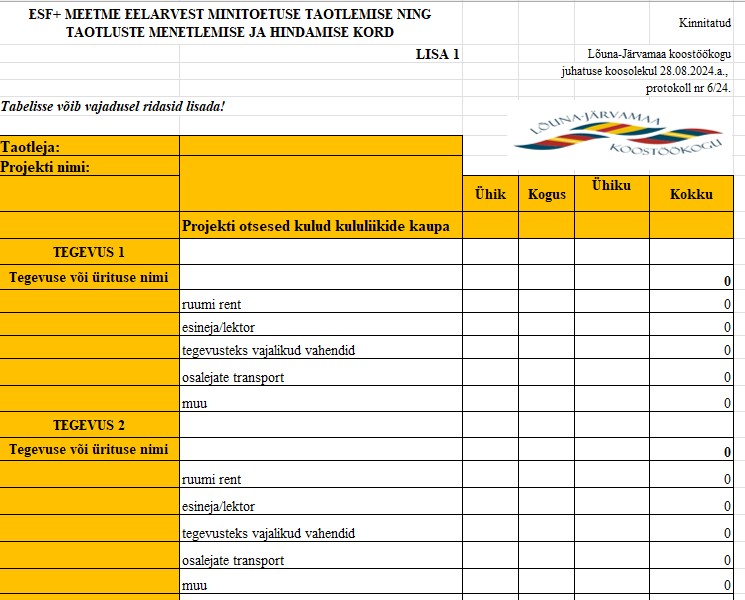 ESF+ MEETME EELARVEST MINITOETUSE TAOTLEMISE NING
TAOTLUSTE MENETLEMISE JA HINDAMISE KORD
Kinnitatud
LISA 1
Lõuna-Järvamaa koostöökogu
juhatuse koosolekul 28.08.2024.a.,
protokoll nr 6/24.
Tabelisse võib vajadusel ridasid lisada!
LÕUNA-JÄRVAMAA
KOOSTÖÖKOGU
Taotleja:
Projekti nimi:
Ühik Kogus Ühiku Kokku
Projekti otsesed kulud kululiikide kaupa
TEGEVUS 1
Tegevuse või ürituse nimi 0
ruumi rent 0
esineja/lektor 0
tegevusteks vajalikud vahendid 0
osalejate transport 0
muu 0
TEGEVUS 2
Tegevuse või ürituse nimi 0
ruumi rent 0
esineja/lektor 0
tegevusteks vajalikud vahendid 0
osalejate transport 0
muu 0